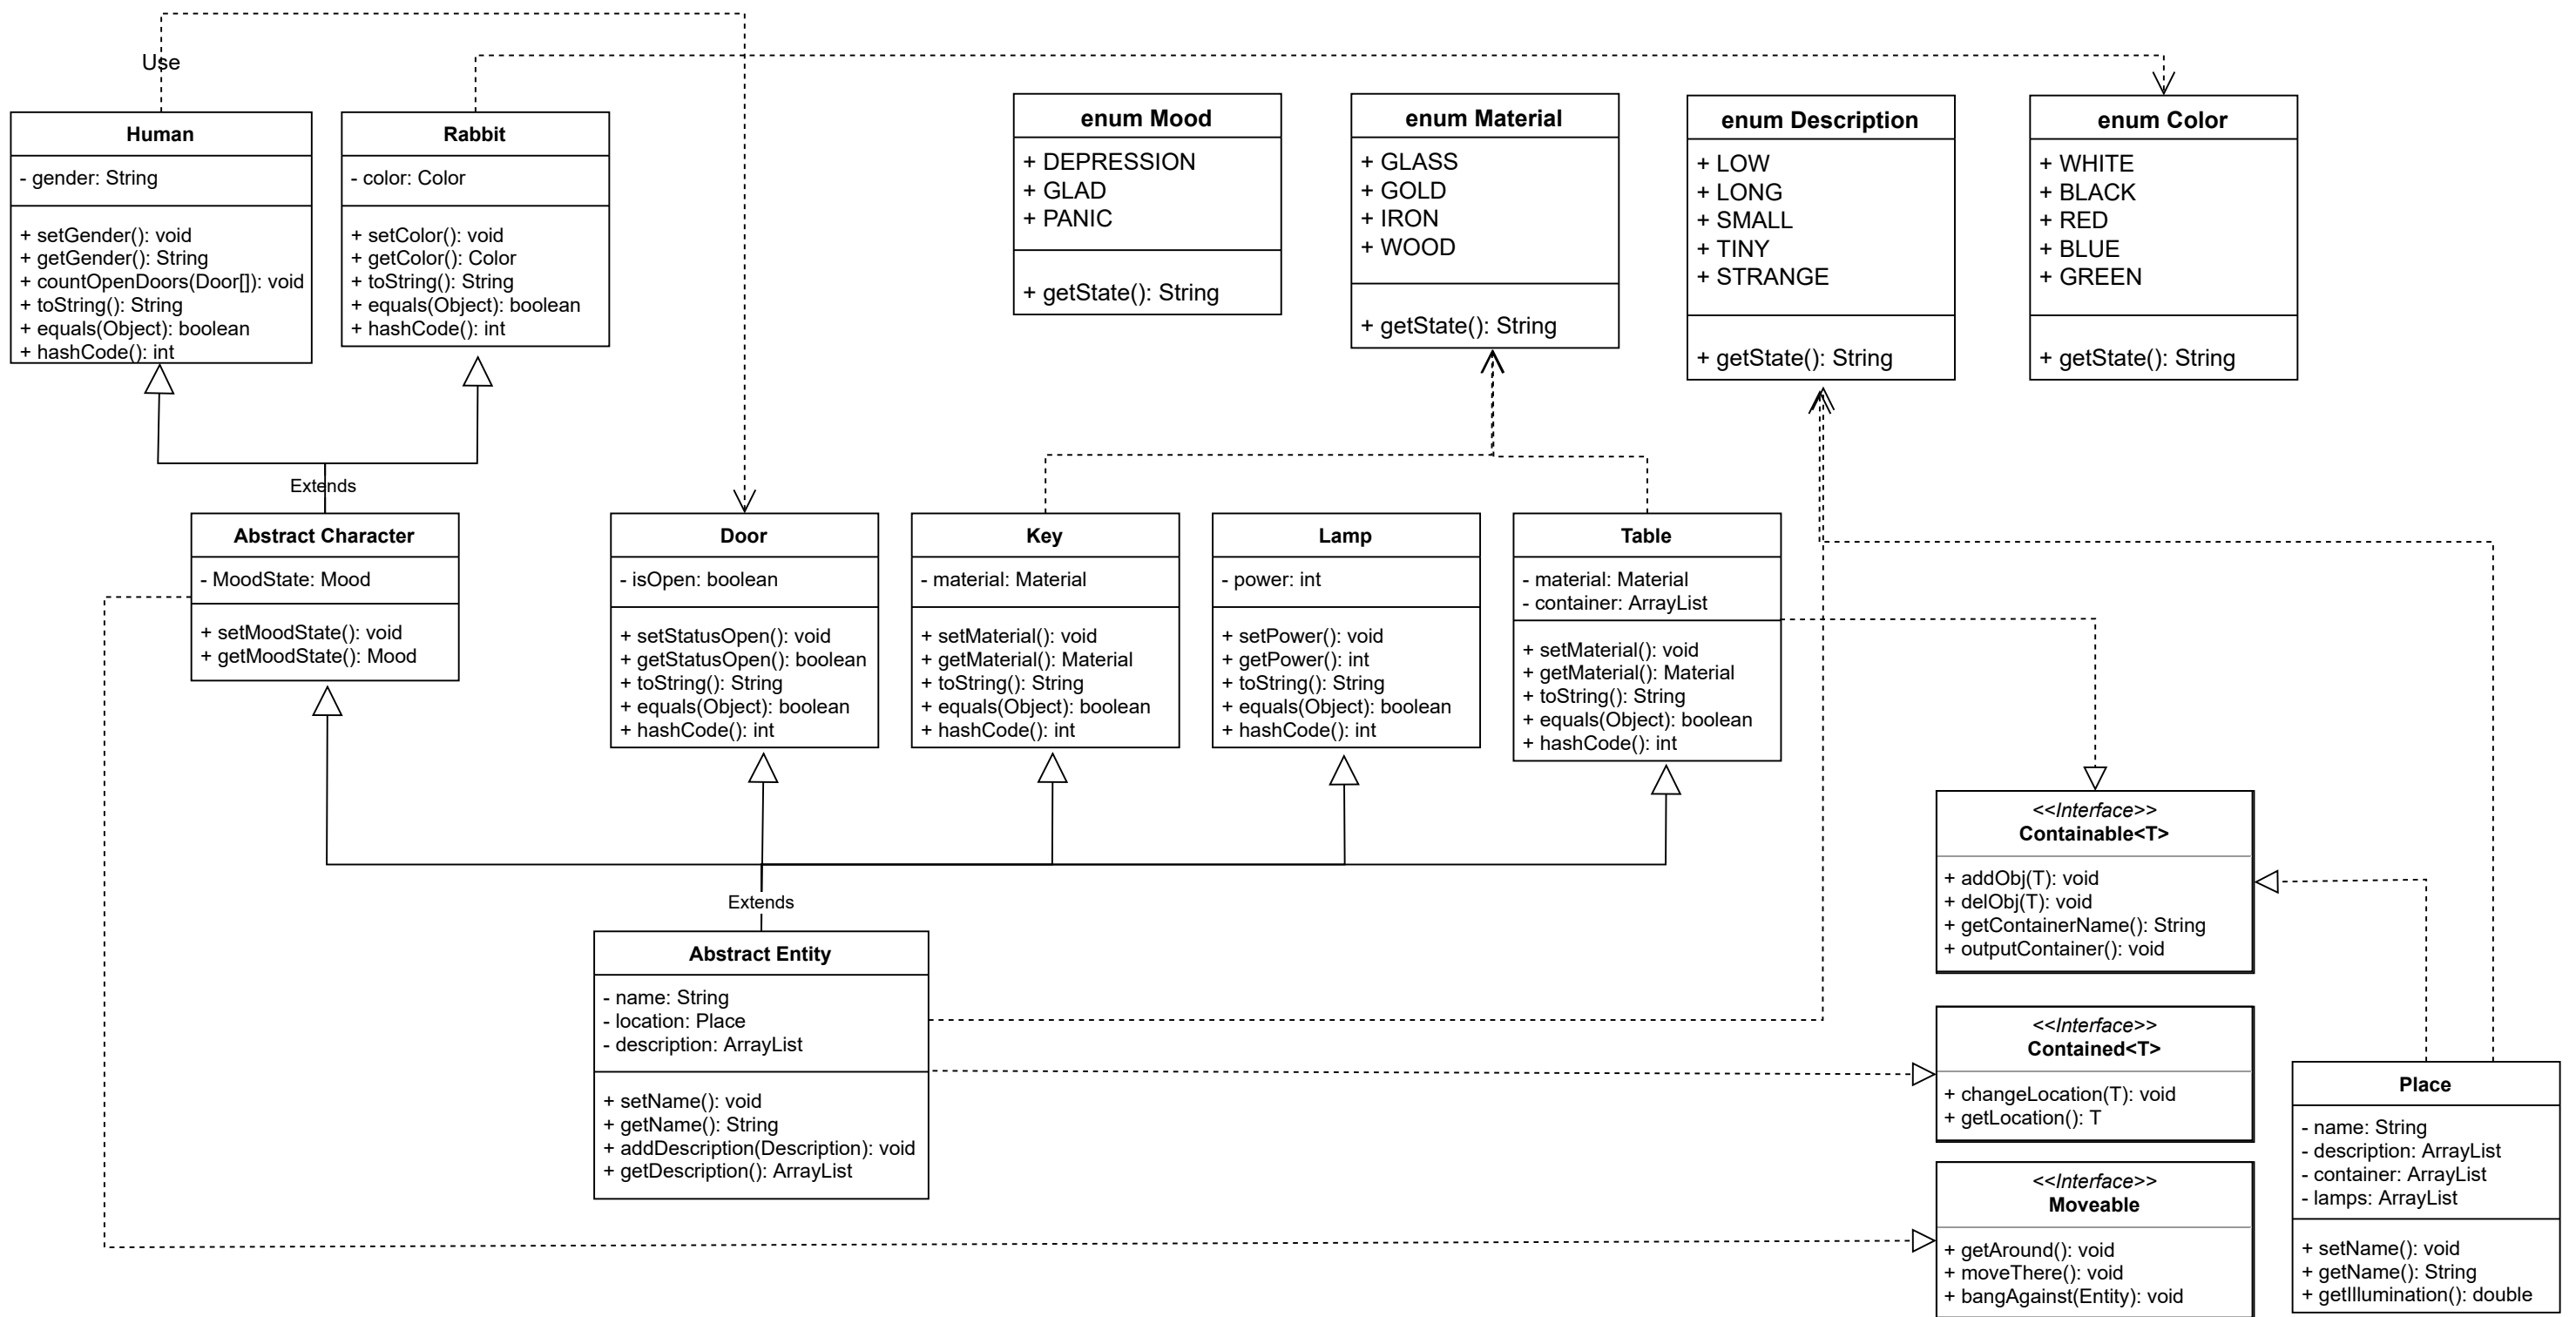 Use
Human
- gender: String
+ setGender(): void
+ getGender(): String
+ countOpenDoors(Door[]): void
+ toString(): String
+ equals(Object): boolean
+ hashCode(): int
Rabbit
- color: Color
+ setColor(): void
+ getColor(): Color
+ toString(): String
+ equals(Object): boolean
+ hashCode(): int
enum Mood
+ DEPRESSION
+ GLAD
+ PANIC
+ getState(): String
enum Material
+ GLASS
+ GOLD
+ IRON
+ WOOD
+ getState(): String
enum Description
+ LOW
+ LONG
+ SMALL
+ TINY
+ STRANGE
+ getState(): String
enum Color
+ WHITE
+ BLACK
+ RED
+ BLUE
+ GREEN
+ getState(): String
Extends
Abstract Character
- MoodState: Mood
+ setMoodState(): void
+ getMoodState(): Mood
Door
- isOpen: boolean
+ setStatusOpen(): void
+ getStatusOpen(): boolean
+ toString(): String
+ equals(Object): boolean
+ hashCode(): int
Key
- material: Material
+ setMaterial(): void
+ getMaterial(): Material
+ toString(): String
+ equals(Object): boolean
+ hashCode(): int
Lamp
- power: int
+ setPower(): void
+ getPower(): int
+ toString(): String
+ equals(Object): boolean
+ hashCode(): int
Table
- material: Material
- container: ArrayList
+ setMaterial(): void
+ getMaterial(): Material
+ toString(): String
+ equals(Object): boolean
+ hashCode(): int
Extends
Abstract Entity
- name: String
- location: Place
- description: ArrayList
+ setName(): void
+ getName(): String
+ addDescription(Description): void
+ getDescription(): ArrayList
<<Interface>>
Containable<T>
+ addObj(T): void
+ delObj(T): void
+ getContainerName(): String
+ outputContainer(): void
<<Interface>>
Contained<T>
+ changeLocation(T): void
+ getLocation(): T
<<Interface>>
Moveable
+ getAround(): void
+ moveThere(): void
+ bangAgainst(Entity): void
Place
- name: String
- description: ArrayList
- container: ArrayList
- lamps: ArrayList
+ setName(): void
+ getName(): String
+ getIllumination(): double